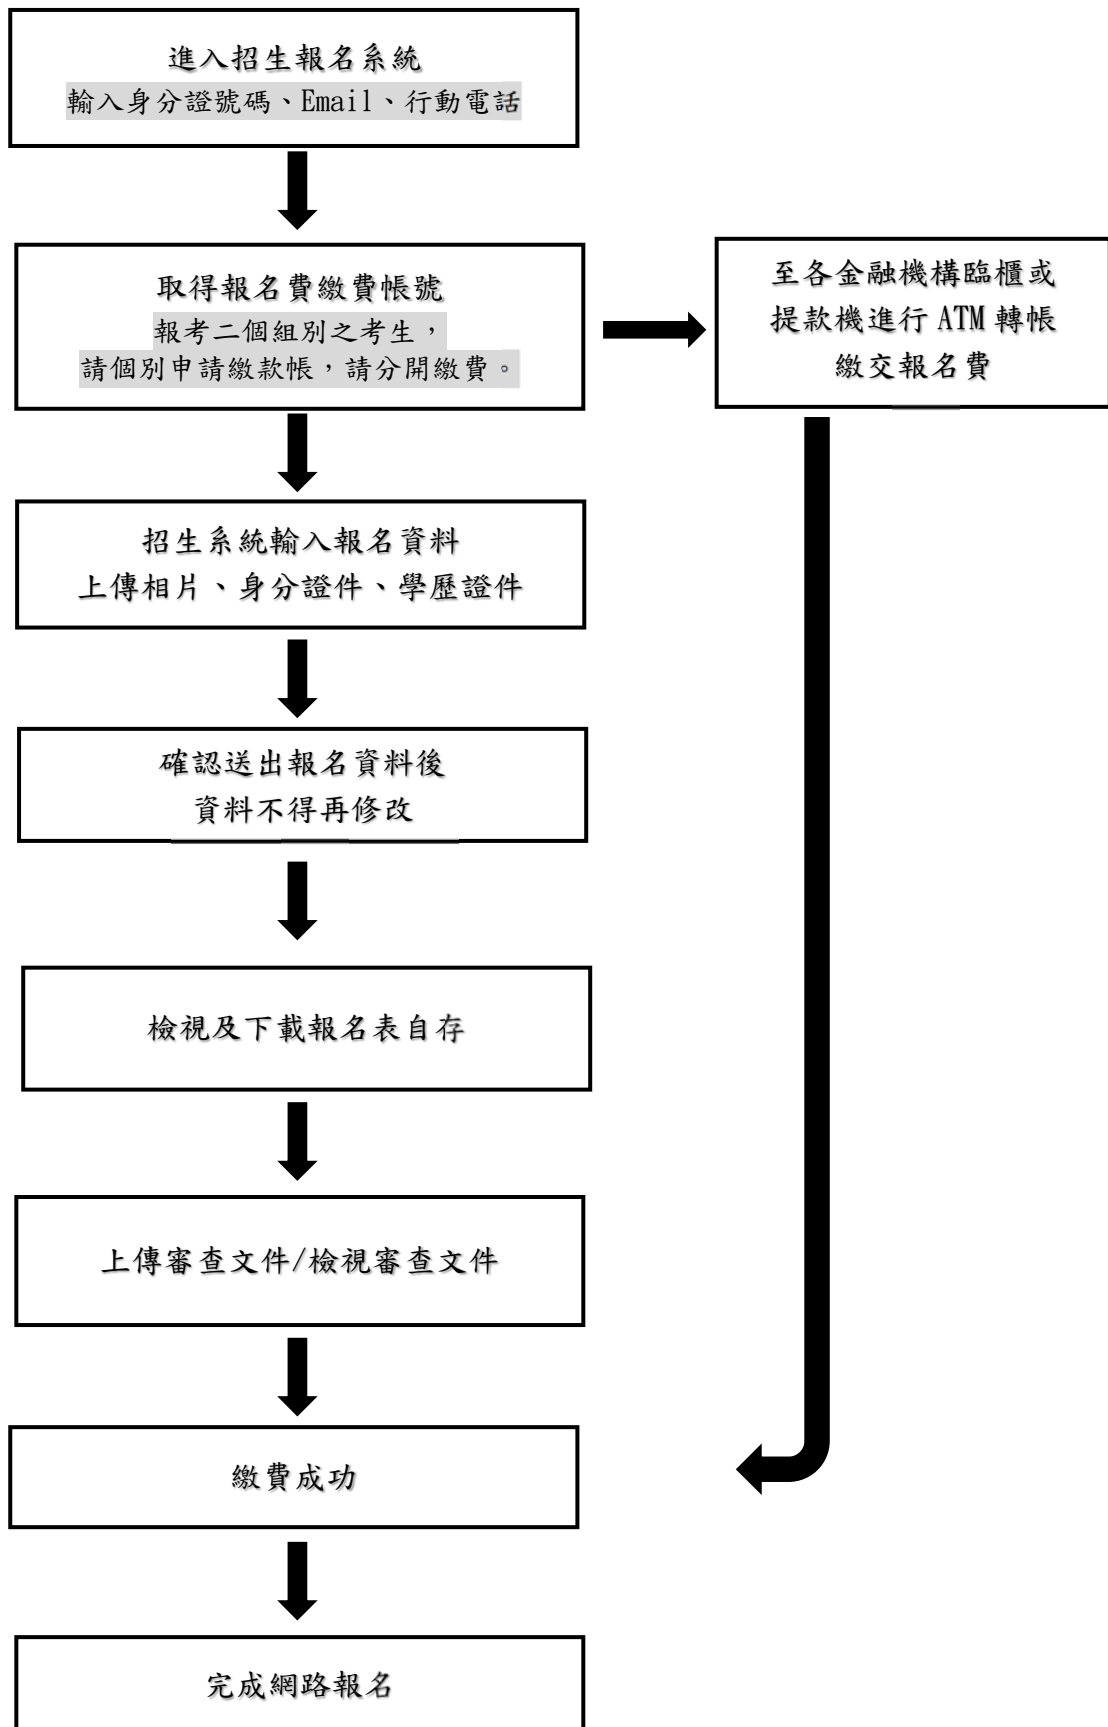 進入招生報名系統
輸入身分證號碼、Email、行動電話
取得報名費繳費帳號
報考二個組別之考生，
請個別申請繳款帳，請分開繳費。
至各金融機構臨櫃或
提款機進行 ATM 轉帳
繳交報名費
招生系統輸入報名資料
上傳相片、身分證件、學歷證件
確認送出報名資料後
資料不得再修改
檢視及下載報名表自存
上傳審查文件/檢視審查文件
繳費成功
完成網路報名